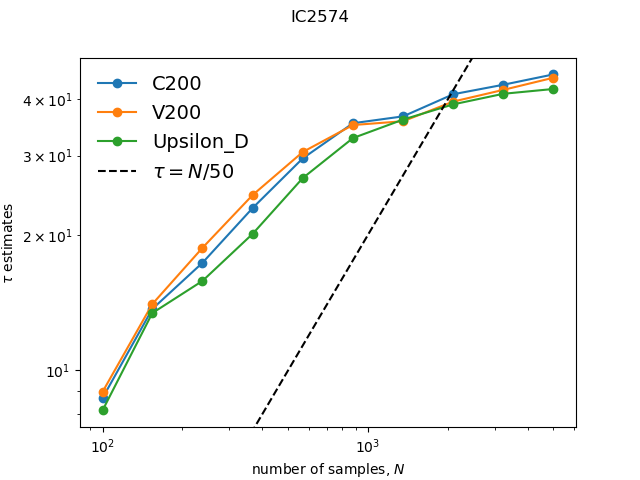 IC2574
C200
V200
Upsilon_D
τ = N/50
4 × 10¹
3 × 10¹
2 × 10¹
10¹
τ estimates
10²
10³
number of samples, N